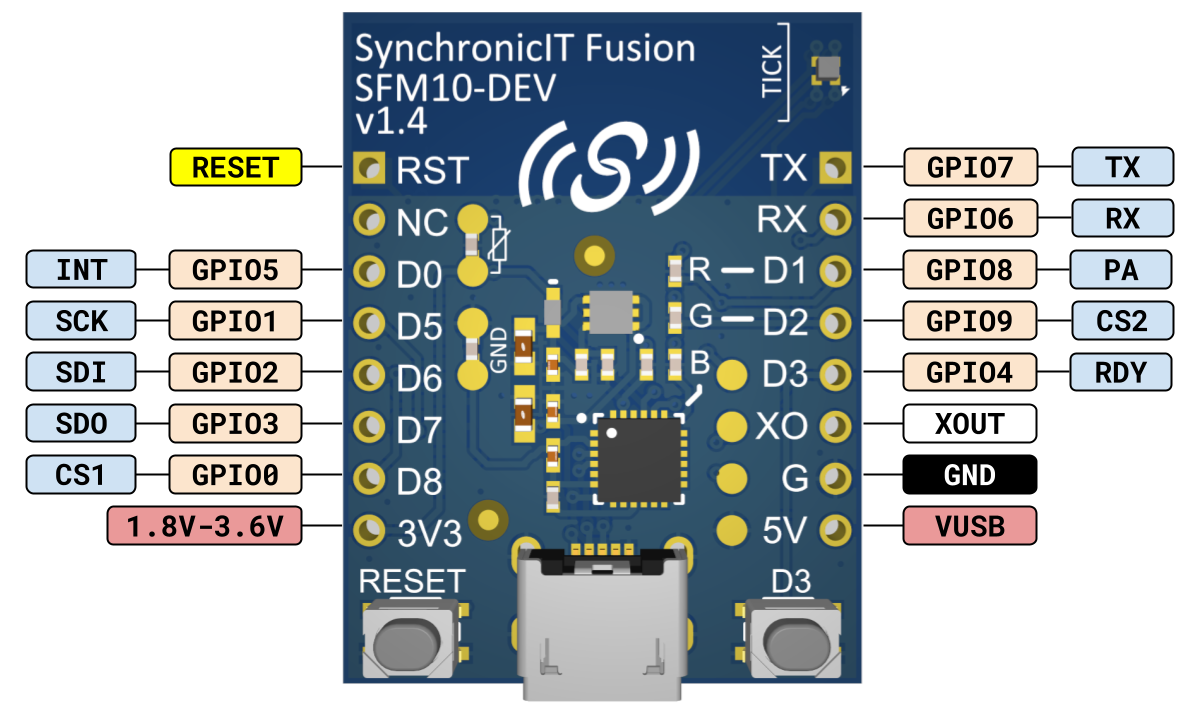 SynchronicIT Fusion
SFM10-DEV
v1.4
TICK
RESET RST TX GPIO7 TX
NC RX GPIO6 RX
INT GPIO5 D0 R D1 GPIO8 PA
SCK GPIO1 D5 GND G D2 GPIO9 CS2
SDI GPIO2 D6 B D3 GPIO4 RDY
SDO GPIO3 D7 XO XOUT
CS1 GPIO0 D8 G GND
1.8V-3.6V 3V3 5V VUSB
RESET D3